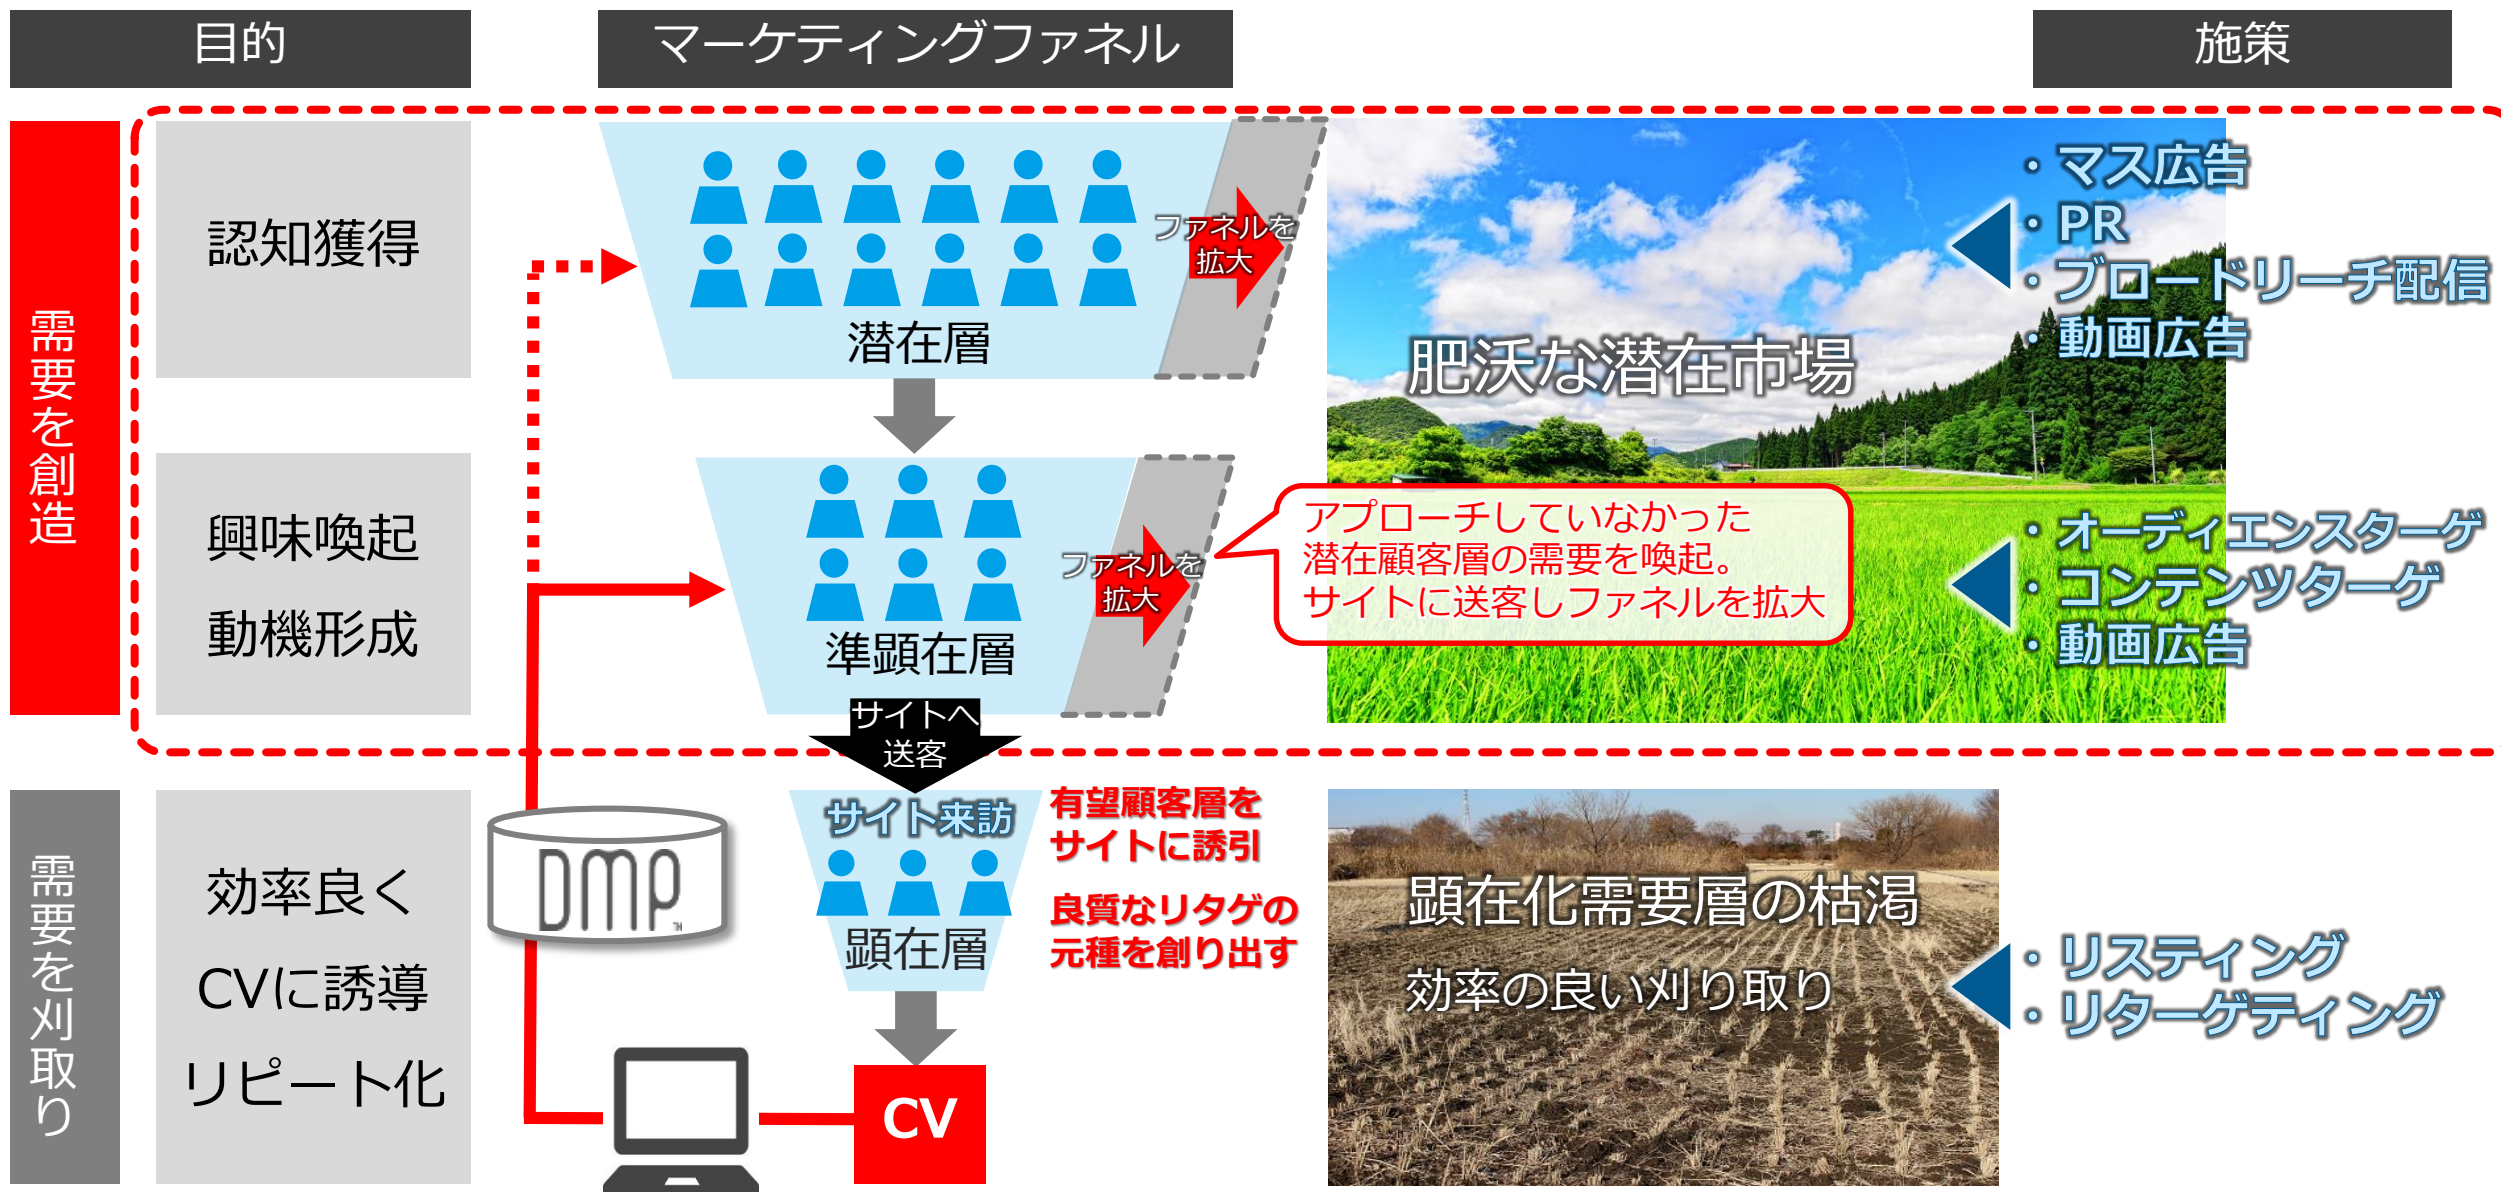 目的
マーケティングファネル
施策
需要を創造
認知獲得
潜在層
ファネルを
拡大
肥沃な潜在市場
・マス広告
・PR
・ブロードリーチ配信
・動画広告
興味喚起
動機形成
準顕在層
ファネルを
拡大
アプローチしていなかった
潜在顧客層の需要を喚起。
サイトに送客しファネルを拡大
・オーディエンスターゲ
・コンテンツターゲ
・動画広告
サイトへ
送客
需要を刈取り
効率良く
CVに誘導
リピート化
DMP
TM
サイト来訪
顕在層
有望顧客層を
サイトに誘引
良質なリタゲの
元種を創り出す
CV
顕在化需要層の枯渇
効率の良い刈り取り
・リスティング
・リターゲティング